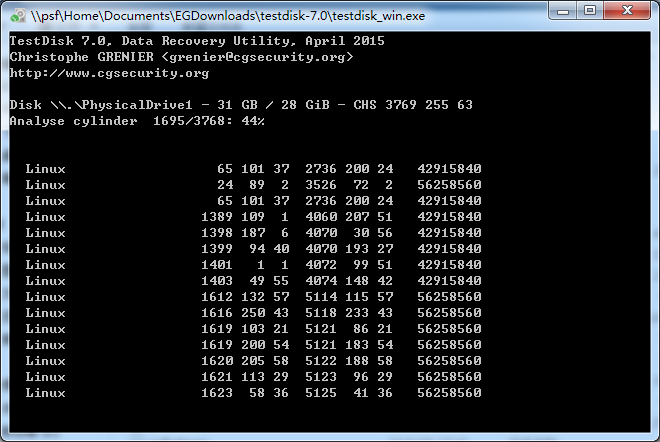 \\psf\Home\Documents\EGDownloads\testdisk-7.0\testdisk_win.exe
TestDisk 7.0, Data Recovery Utility, April 2015
Christophe GRENIER <grenier@cgsecurity.org>
http://www.cgsecurity.org
Disk \\.\PhysicalDrive1 - 31 GB / 28 GiB - CHS 3769 255 63
Analyse cylinder 1695/3768: 44%
Linux 65 101 37 2736 200 24 42915840
Linux 24 89 2 3526 72 2 56258560
Linux 65 101 37 2736 200 24 42915840
Linux 1389 109 1 4060 207 51 42915840
Linux 1398 187 6 4070 30 56 42915840
Linux 1399 94 40 4070 193 27 42915840
Linux 1401 1 1 4072 99 51 42915840
Linux 1403 49 55 4074 148 42 42915840
Linux 1612 132 57 5114 115 57 56258560
Linux 1616 250 43 5118 233 43 56258560
Linux 1619 103 21 5121 86 21 56258560
Linux 1619 200 54 5121 183 54 56258560
Linux 1620 205 58 5122 188 58 56258560
Linux 1621 113 29 5123 96 29 56258560
Linux 1623 58 36 5125 41 36 56258560